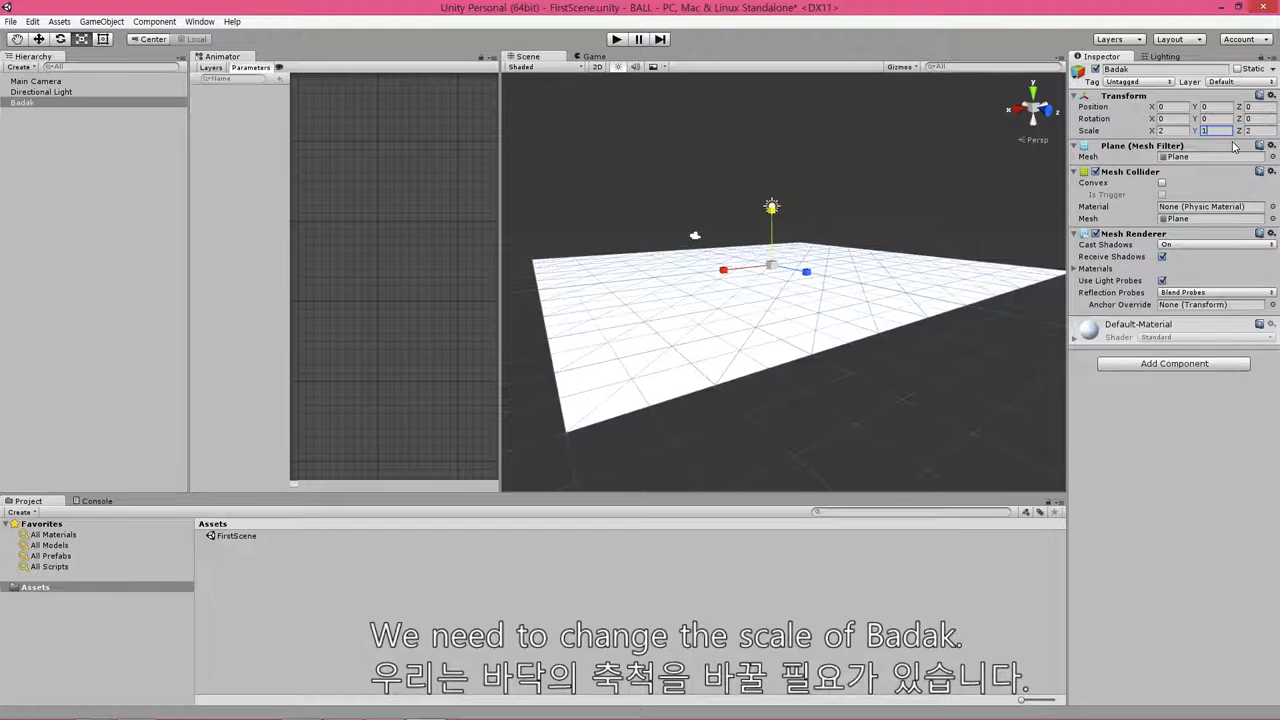 Unity Personal (64bit) - FirstScene.unity - BALL - PC, Mac & Linux Standalone* <DX11>
File Edit Assets GameObject Component Window Help
Center Local
Layers Layout Account
Hierarchy
Create All
Main Camera
Directional Light
Badak
Animator
Layers Parameters
Name
Scene Game
Shaded 2D Gizmos All
y
x z
Persp
Inspector Lighting
Badak Static
Tag Untagged Layer Default
Transform
Position X 0 Y 0 Z 0
Rotation X 0 Y 0 Z 0
Scale X 2 Y 1 Z 2
Plane (Mesh Filter)
Mesh Plane
Mesh Collider
Convex
Is Trigger
Material None (Physic Material)
Mesh Plane
Mesh Renderer
Cast Shadows On
Receive Shadows
Materials
Use Light Probes
Reflection Probes Blend Probes
Anchor Override None (Transform)
Default-Material
Shader Standard
Add Component
Project Console
Create
Favorites
All Materials
All Models
All Prefabs
All Scripts
Assets
Assets
FirstScene
We need to change the scale of Badak.
우리는 바닥의 축척을 바꿀 필요가 있습니다.